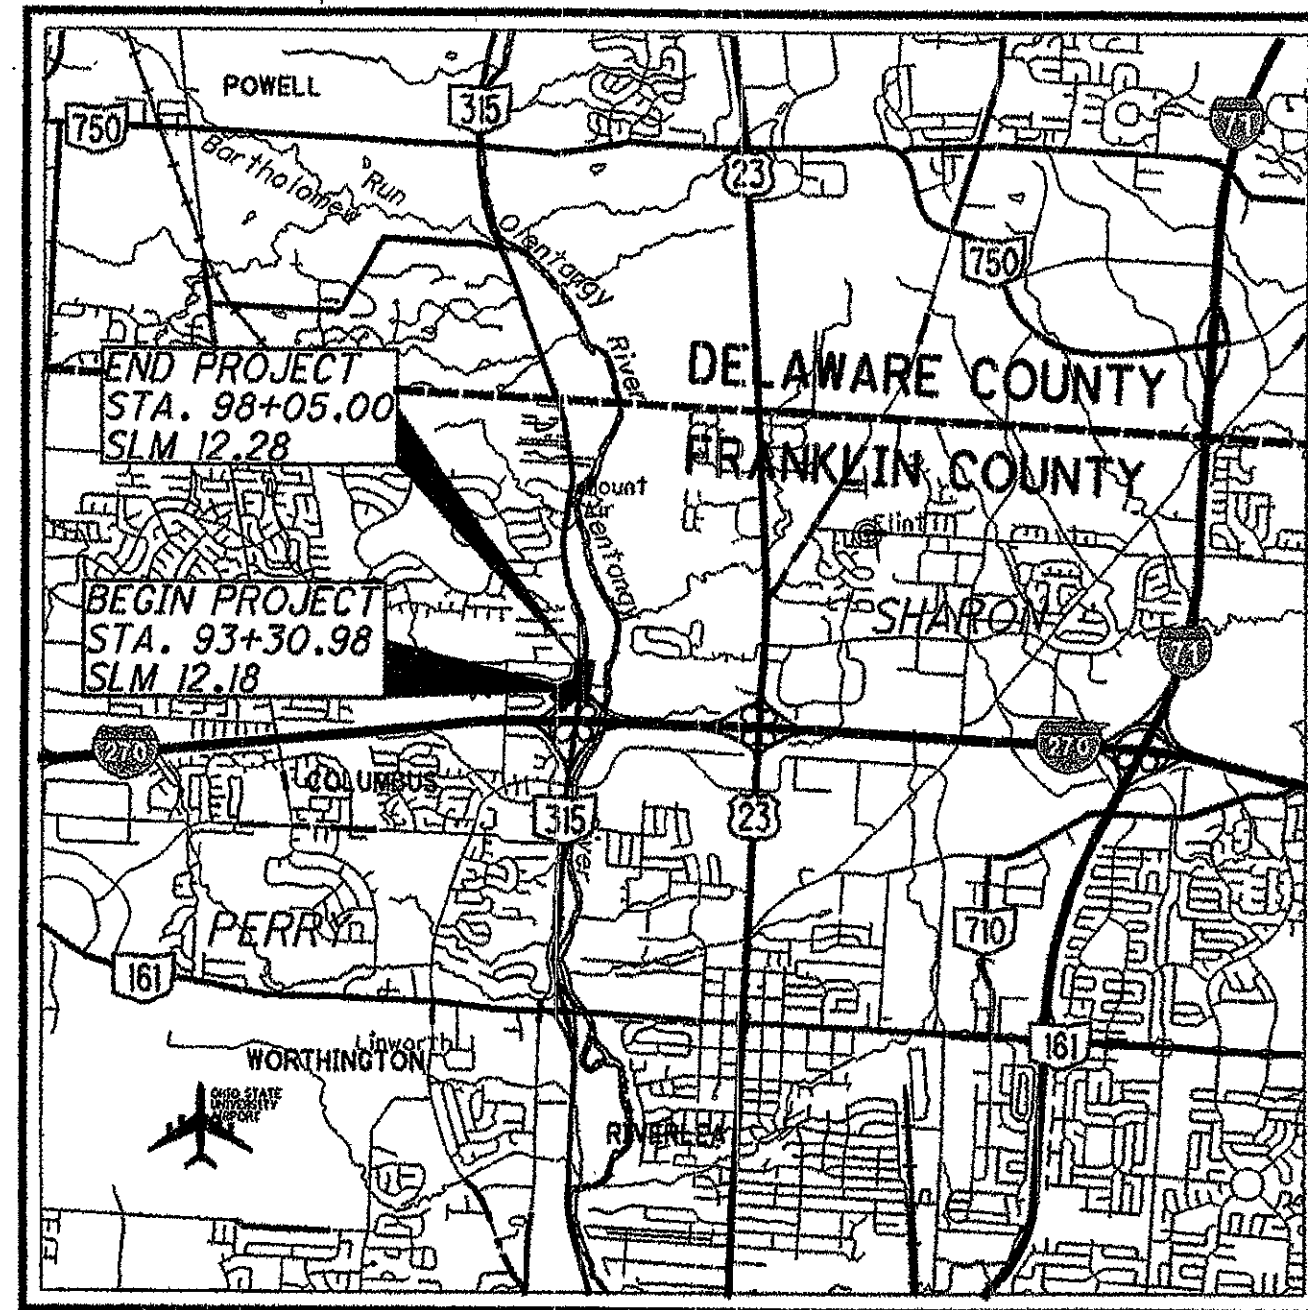 POWELL
315
750
71
23
Bartholomew
Run
Olentangy
750
River
DELAWARE COUNTY
END PROJECT
STA. 98+05.00
SLM 12.28
FRANKLIN COUNTY
Mount
Air
Flint
Olentangy
BEGIN PROJECT
STA. 93+30.98
SLM 12.18
SHARON
71
270
270
COLUMBUS
315
23
River
PERRY
710
161
161
Linworth
WORTHINGTON
OHIO STATE
UNIVERSITY
AIRPORT
RIVERLEA